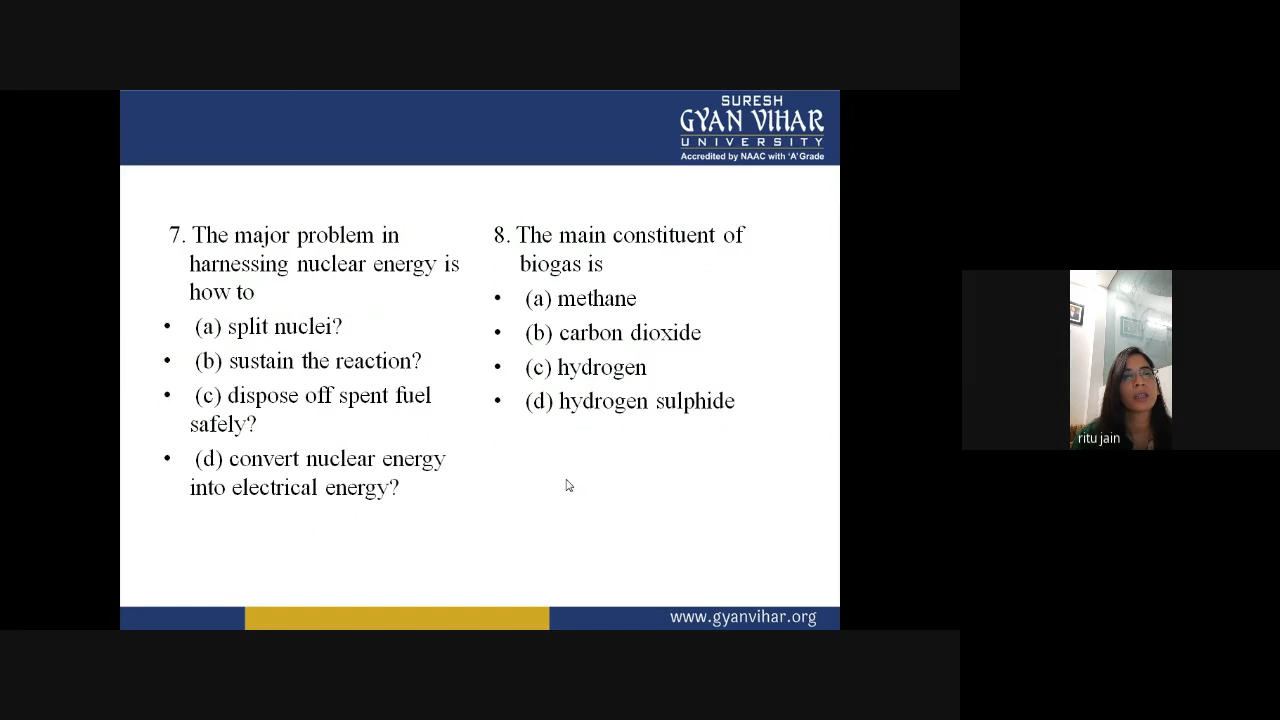 SURESH
GYAN VIHAR
UNIVERSITY
Accredited by NAAC with 'A' Grade
7. The major problem in
harnessing nuclear energy is
how to
• (a) split nuclei?
• (b) sustain the reaction?
• (c) dispose off spent fuel
safely?
• (d) convert nuclear energy
into electrical energy?
8. The main constituent of
biogas is
• (a) methane
• (b) carbon dioxide
• (c) hydrogen
• (d) hydrogen sulphide
www.gyanvihar.org
ritu jain